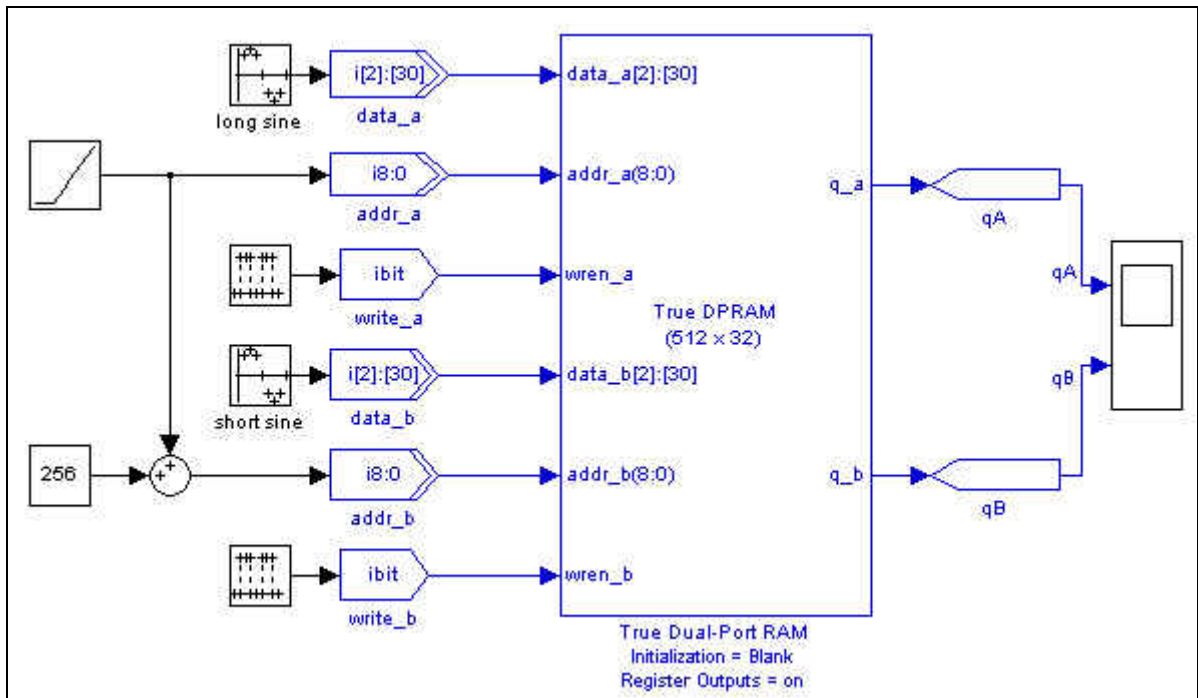 long sine
i[2]:[30]
data_a
data_a[2]:[30]
i8:0
addr_a
addr_a(8:0)
q_a
qA
ibit
write_a
wren_a
qA
True DPRAM
(512 x 32)
short sine
i[2]:[30]
data_b
data_b[2]:[30]
qB
256
+
+
i8:0
addr_b
addr_b(8:0)
q_b
qB
ibit
write_b
wren_b
True Dual-Port RAM
Initialization = Blank
Register Outputs = on